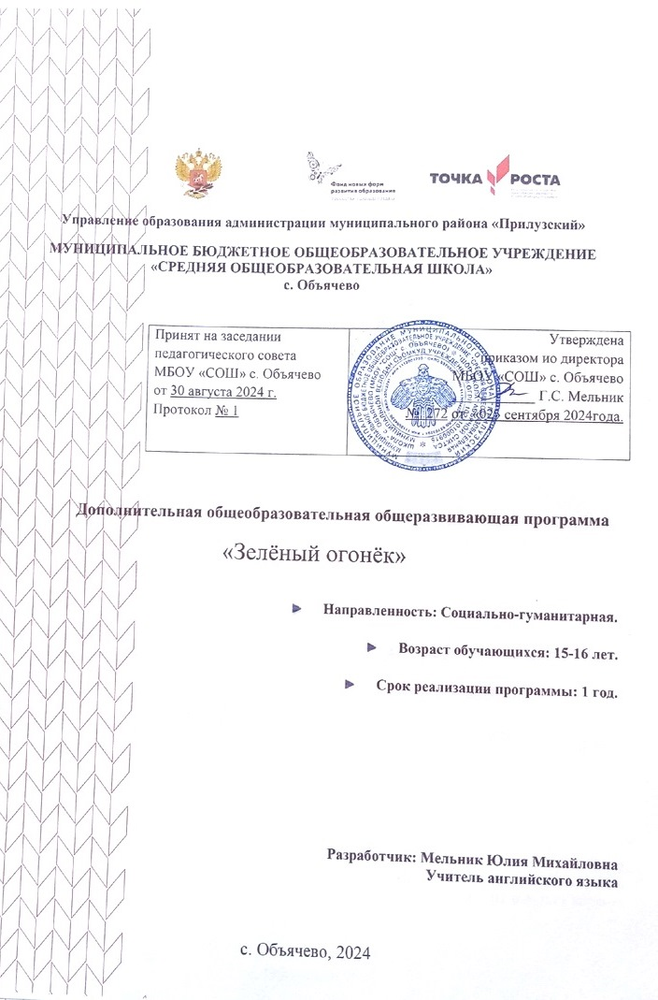 Фонд новых форм
развития образования
ТОЧКА РОСТА
Управление образования администрации муниципального района «Прилузский»
МУНИЦИПАЛЬНОЕ БЮДЖЕТНОЕ ОБЩЕОБРАЗОВАТЕЛЬНОЕ УЧРЕЖДЕНИЕ
«СРЕДНЯЯ ОБЩЕОБРАЗОВАТЕЛЬНАЯ ШКОЛА»
с. Объячево
Принят на заседании
педагогического совета
МБОУ «СОШ» с. Объячево
от 30 августа 2024 г.
Протокол № 1
Утверждена
приказом ио директора
МБОУ «СОШ» с. Объячево
Г.С. Мельник
№ 272 от «02» сентября 2024года.
Дополнительная общеобразовательная общеразвивающая программа
«Зелёный огонёк»
Направленность: Социально-гуманитарная.
Возраст обучающихся: 15-16 лет.
Срок реализации программы: 1 год.
Разработчик: Мельник Юлия Михайловна
Учитель английского языка
с. Объячево, 2024